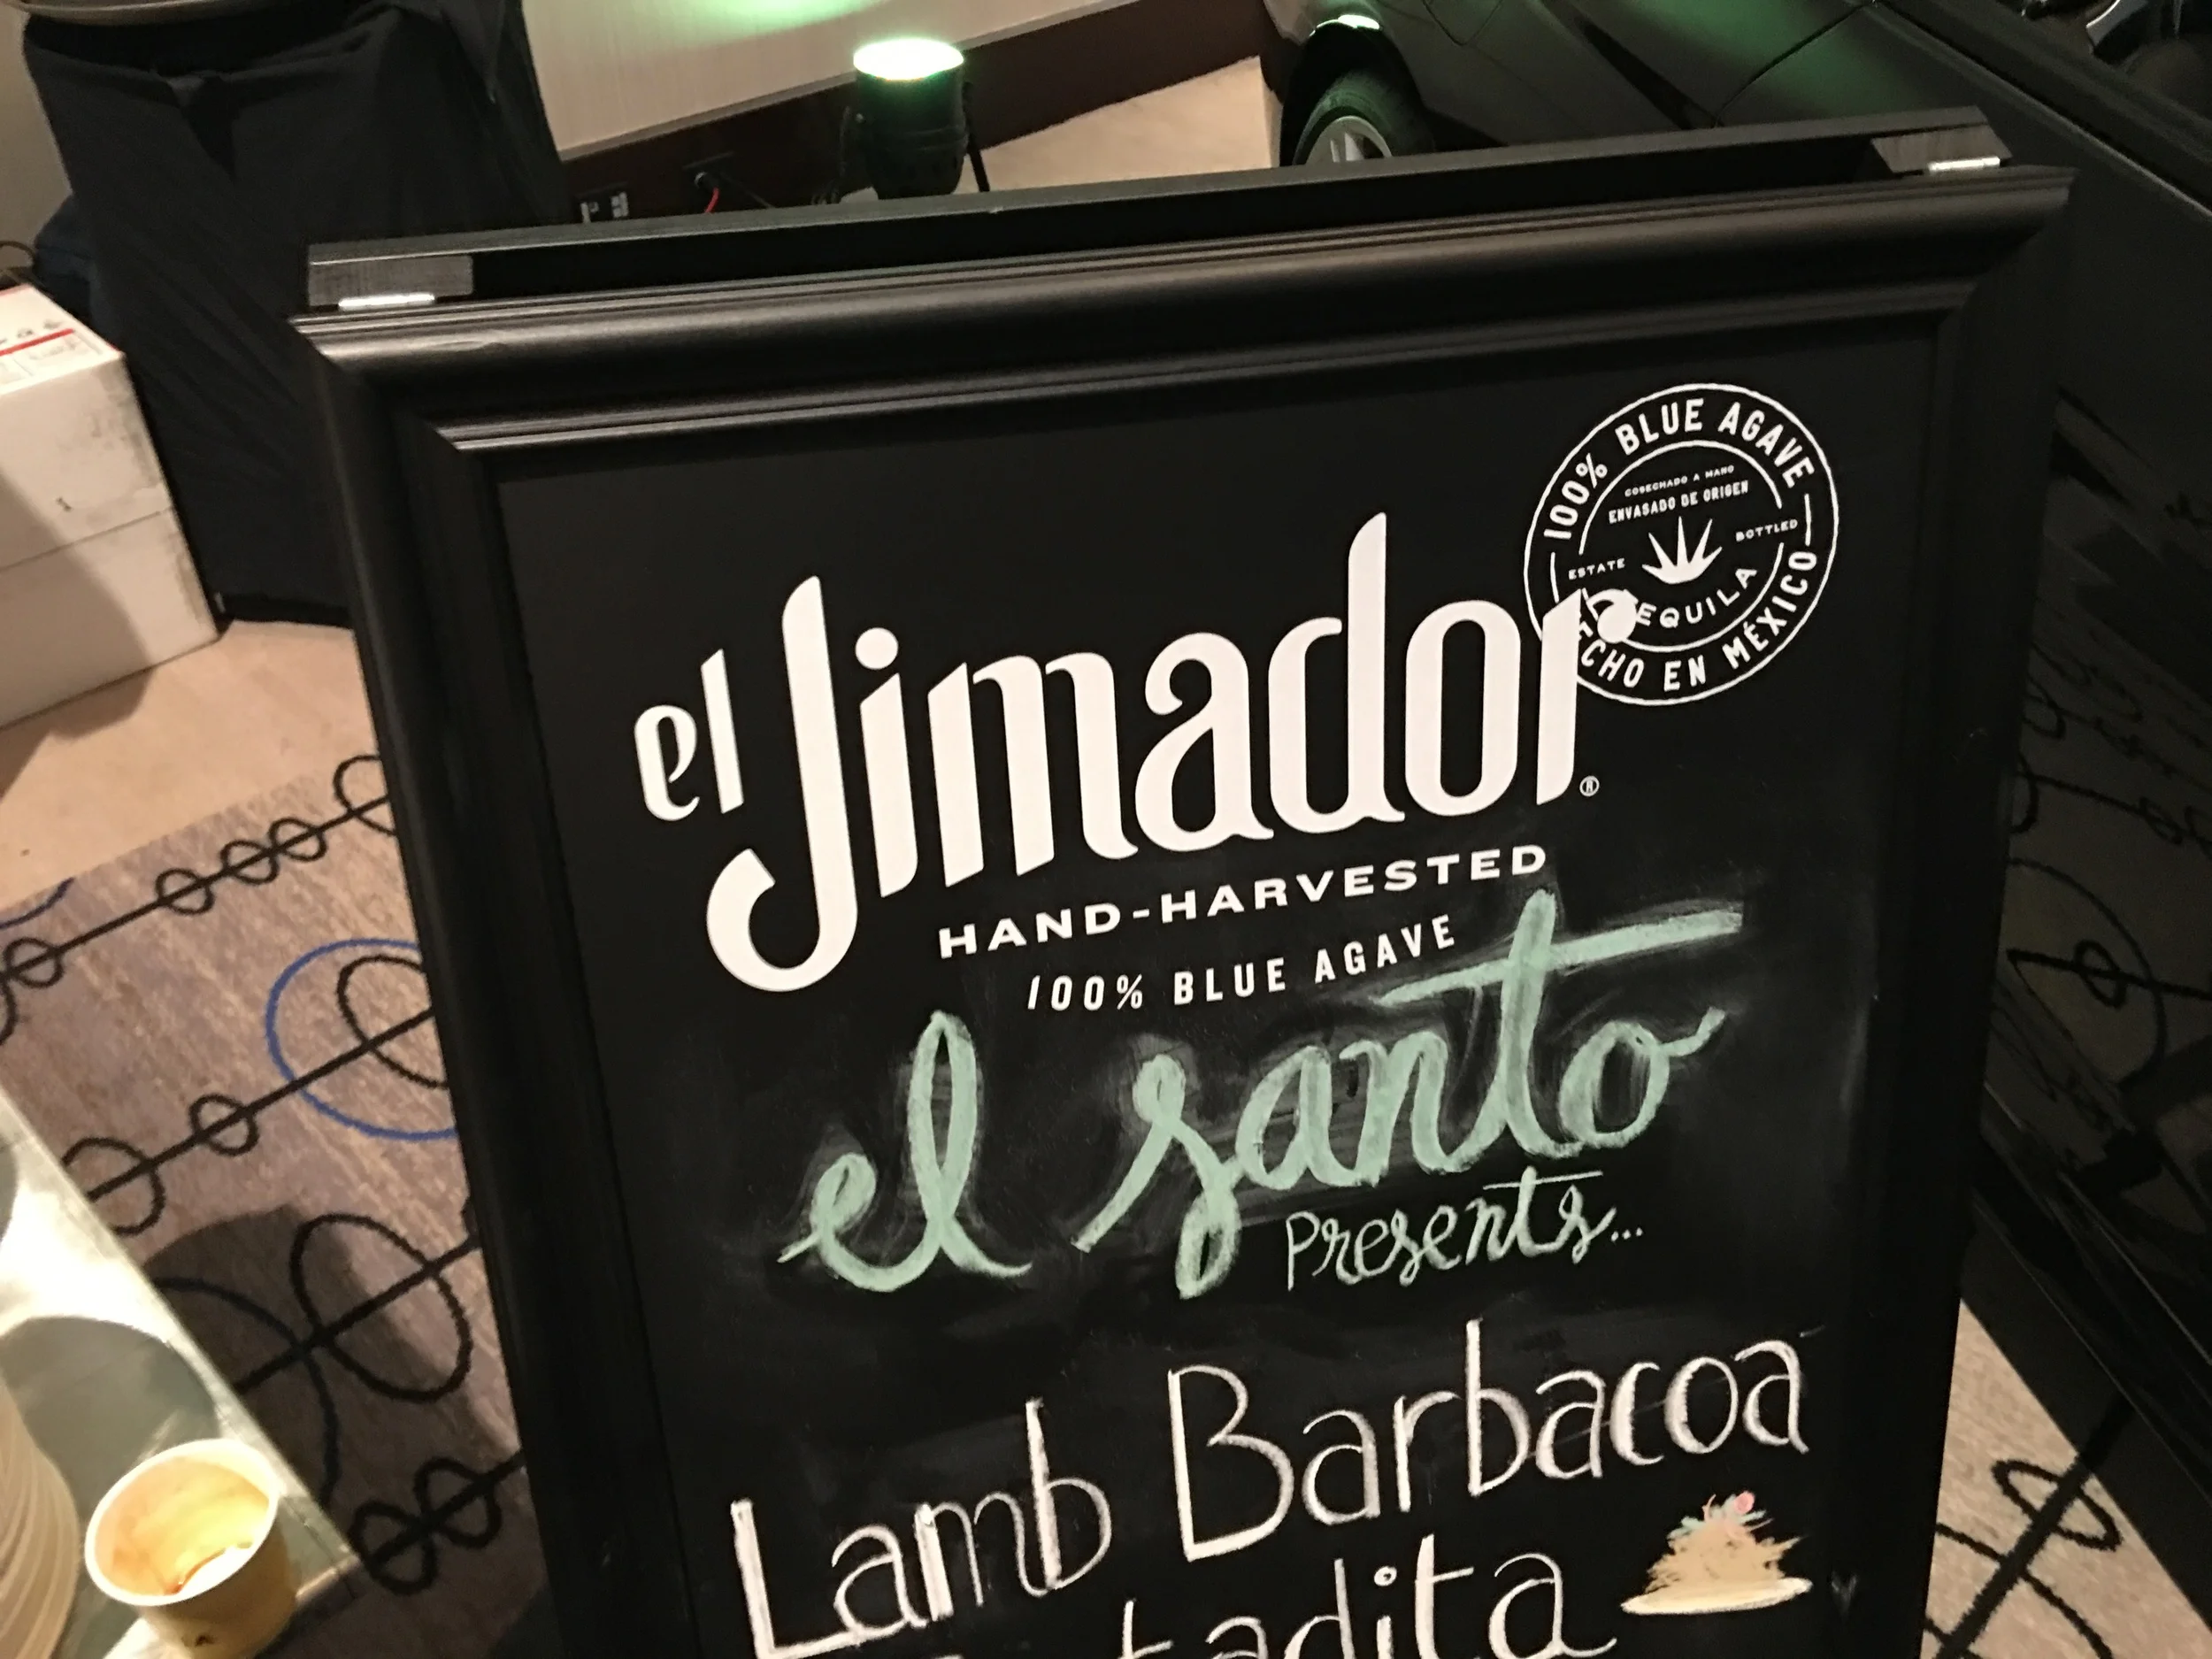 100% BLUE AGAVE
COSECHADO A MANO
ENVASADO DE ORIGEN
ESTATE BOTTLED
TEQUILA
HECHO EN MÉXICO
el Jimador®
HAND-HARVESTED
100% BLUE AGAVE
el santo
Presents...
Lamb Barbacoa